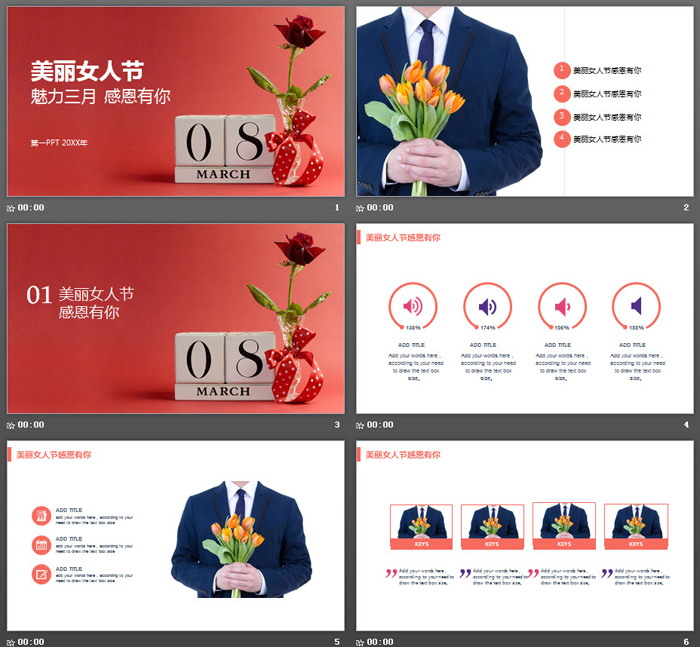 美丽女人节
魅力三月 感恩有你
第一PPT 20XX年
08
MARCH
00:00
1
1 美丽女人节感恩有你
2 美丽女人节感恩有你
3 美丽女人节感恩有你
4 美丽女人节感恩有你
00:00
2
01 美丽女人节
感恩有你
08
MARCH
00:00
3
美丽女人节感恩有你
174%
ADD TITLE
Add your words here ,
according to your need
to draw the text box
size。
ADD TITLE
Add your words here ,
according to your need
to draw the text box
size。
ADD TITLE
Add your words here ,
according to your need
to draw the text box
size。
ADD TITLE
Add your words here ,
according to your need
to draw the text box
size。
00:00
4
美丽女人节感恩有你
ADD TITLE
add your words here , according to your
need to draw the text box size
ADD TITLE
add your words here , according to your
need to draw the text box size
ADD TITLE
add your words here , according to your
need to draw the text box size
00:00
5
美丽女人节感恩有你
KEYS
KEYS
KEYS
KEYS
Add your words here ,
according to your need to
draw the text box size
Add your words here ,
according to your need to
draw the text box size
Add your words here ,
according to your need to
draw the text box size
Add your words here ,
according to your need to
draw the text box size
00:00
6